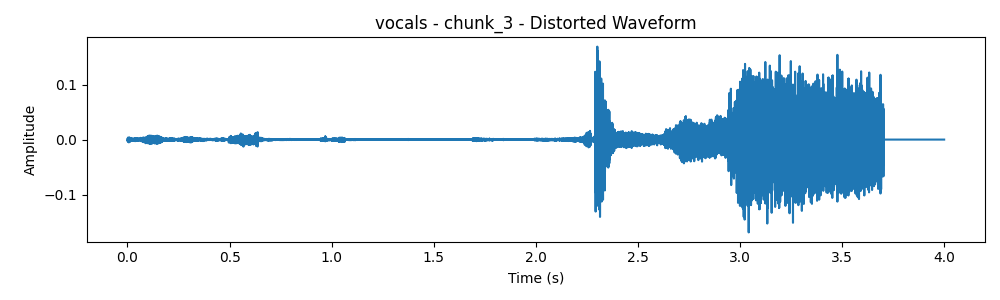 vocals - chunk_3 - Distorted Waveform
Amplitude
0.1
0.0
−0.1
0.0 0.5 1.0 1.5 2.0 2.5 3.0 3.5 4.0
Time (s)